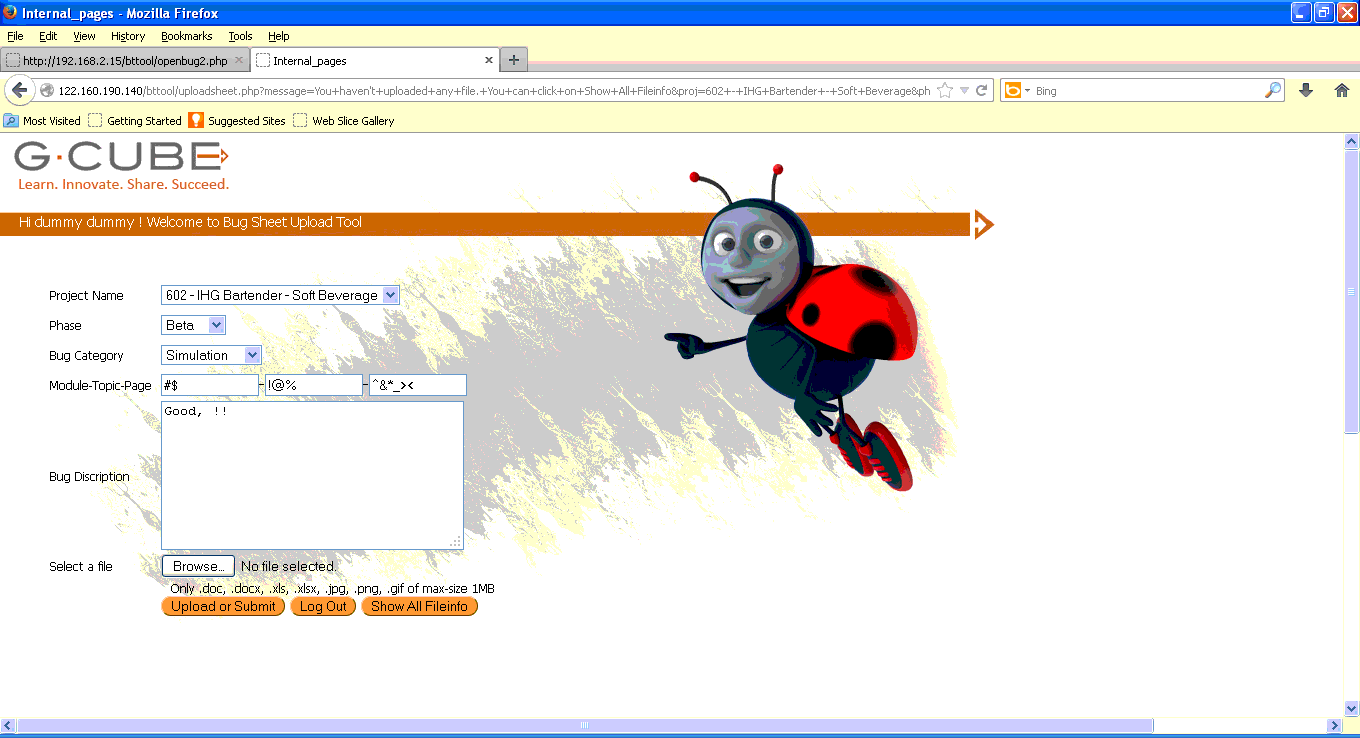 Internal_pages - Mozilla Firefox
File Edit View History Bookmarks Tools Help
http://192.168.2.15/bttool/openbug2.php Internal_pages
122.160.190.140/bttool/uploadsheet.php?message=You+haven't+uploaded+any+file.+You+can+click+on+Show+All+Fileinfo&proj=602+-+IHG+Bartender+-+Soft+Beverage&ph Bing
Most Visited Getting Started Suggested Sites Web Slice Gallery
G·CUBE
Learn. Innovate. Share. Succeed.
Hi dummy dummy ! Welcome to Bug Sheet Upload Tool
Project Name 602 - IHG Bartender - Soft Beverage
Phase Beta
Bug Category Simulation
Module-Topic-Page #$ - !@% - ^&*_><
Good, !!
Bug Discription
Select a file Browse... No file selected.
Only .doc, .docx, .xls, .xlsx, .jpg, .png, .gif of max-size 1MB
Upload or Submit Log Out Show All Fileinfo